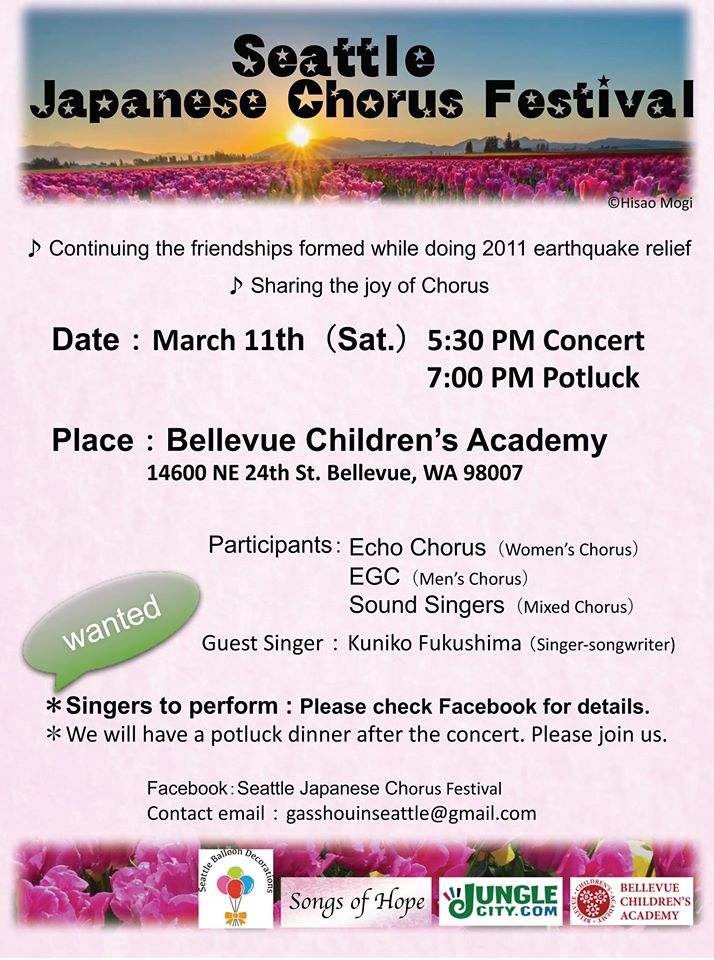 Seattle
Japanese Chorus Festival
©Hisao Mogi
♪ Continuing the friendships formed while doing 2011 earthquake relief
♪ Sharing the joy of Chorus
Date：March 11th（Sat.）5:30 PM Concert
7:00 PM Potluck
Place：Bellevue Children’s Academy
14600 NE 24th St. Bellevue, WA 98007
Participants： Echo Chorus（Women’s Chorus）
EGC（Men’s Chorus）
Sound Singers（Mixed Chorus）
wanted
Guest Singer：Kuniko Fukushima（Singer-songwriter)
＊Singers to perform：Please check Facebook for details.
＊We will have a potluck dinner after the concert. Please join us.
Facebook：Seattle Japanese Chorus Festival
Contact email：gasshouinseattle@gmail.com
Seattle Balloon Decorations
Songs of Hope
JUNGLE
CITY.COM
CHILDREN'S ACADEMY BELLEVUE
BELLEVUE
CHILDREN'S
ACADEMY